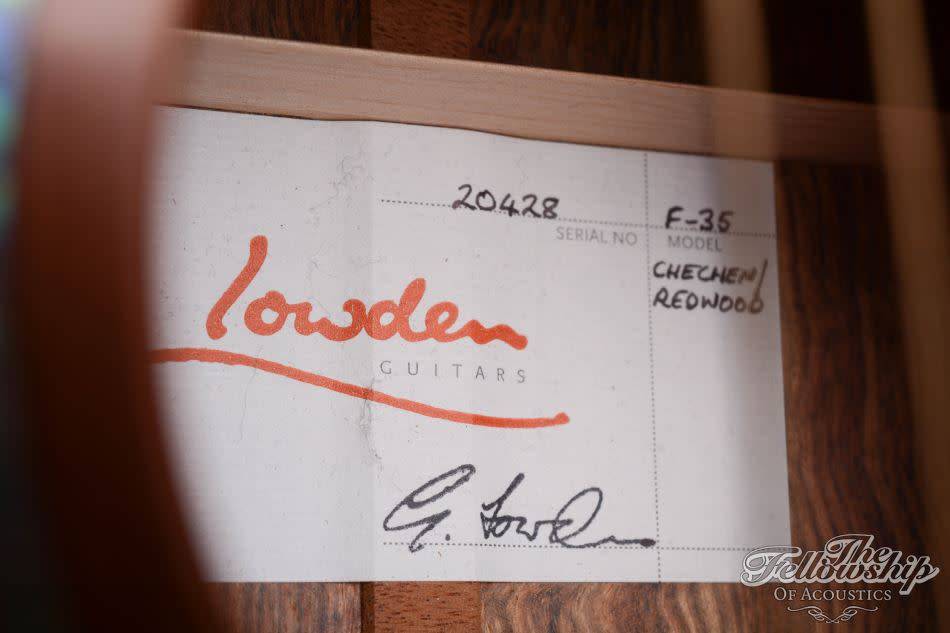 20428
SERIAL NO
F-35
MODEL
CHECHEN/
REDWOOD
lowden
GUITARS
G. Lowden
The
Fellowship
OF ACOUSTICS